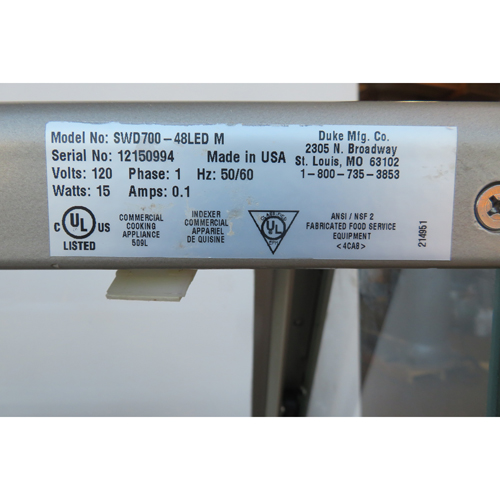 Model No: SWD700-48LED M
Serial No: 12150994 Made in USA
Volts: 120 Phase: 1 Hz: 50/60
Watts: 15 Amps: 0.1
Duke Mfg. Co.
2305 N. Broadway
St. Louis, MO 63102
1-800-735-3853
C UL US
LISTED
COMMERCIAL
COOKING
APPLIANCE
509L
INDEXER
COMMERCIAL
APPAREIL
DE QUISINE
UL
ANSI / NSF 2
FABRICATED FOOD SERVICE
EQUIPMENT
<4CA8>
214951